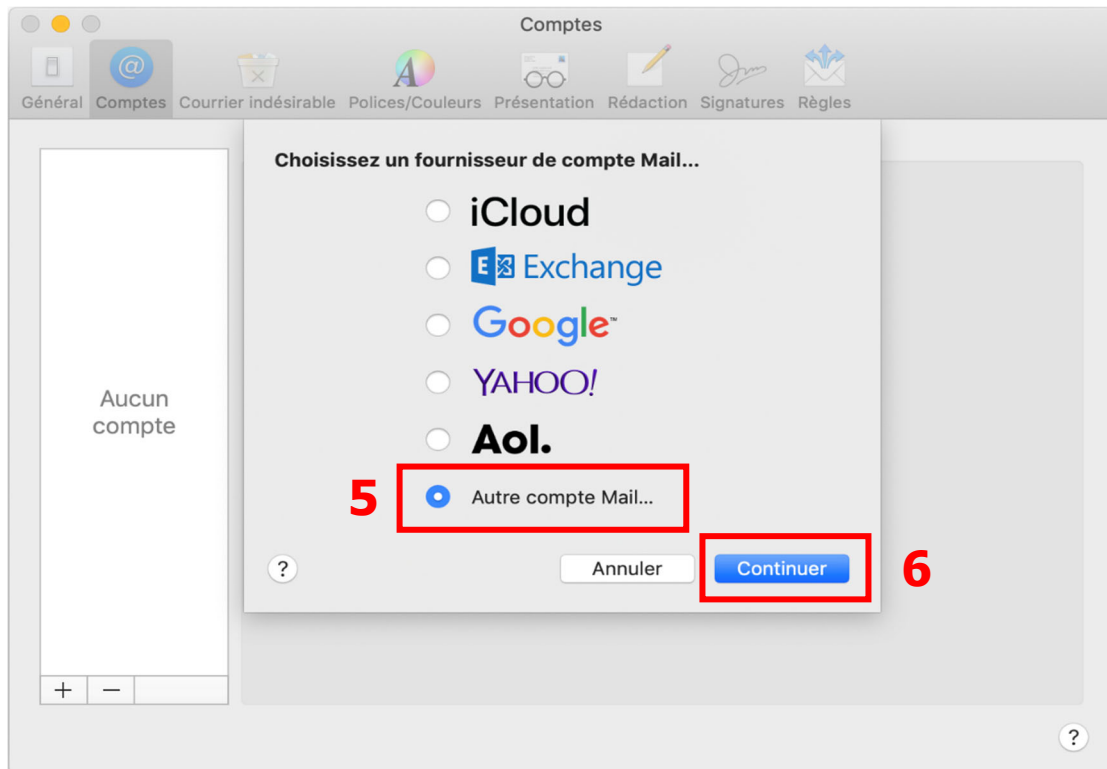 Comptes
Général Comptes Courrier indésirable Polices/Couleurs Présentation Rédaction Signatures Règles
Choisissez un fournisseur de compte Mail...
iCloud
E Exchange
Google™
YAHOO!
Aol.
Aucun
compte
5 Autre compte Mail...
? Annuler Continuer 6
+ −
?